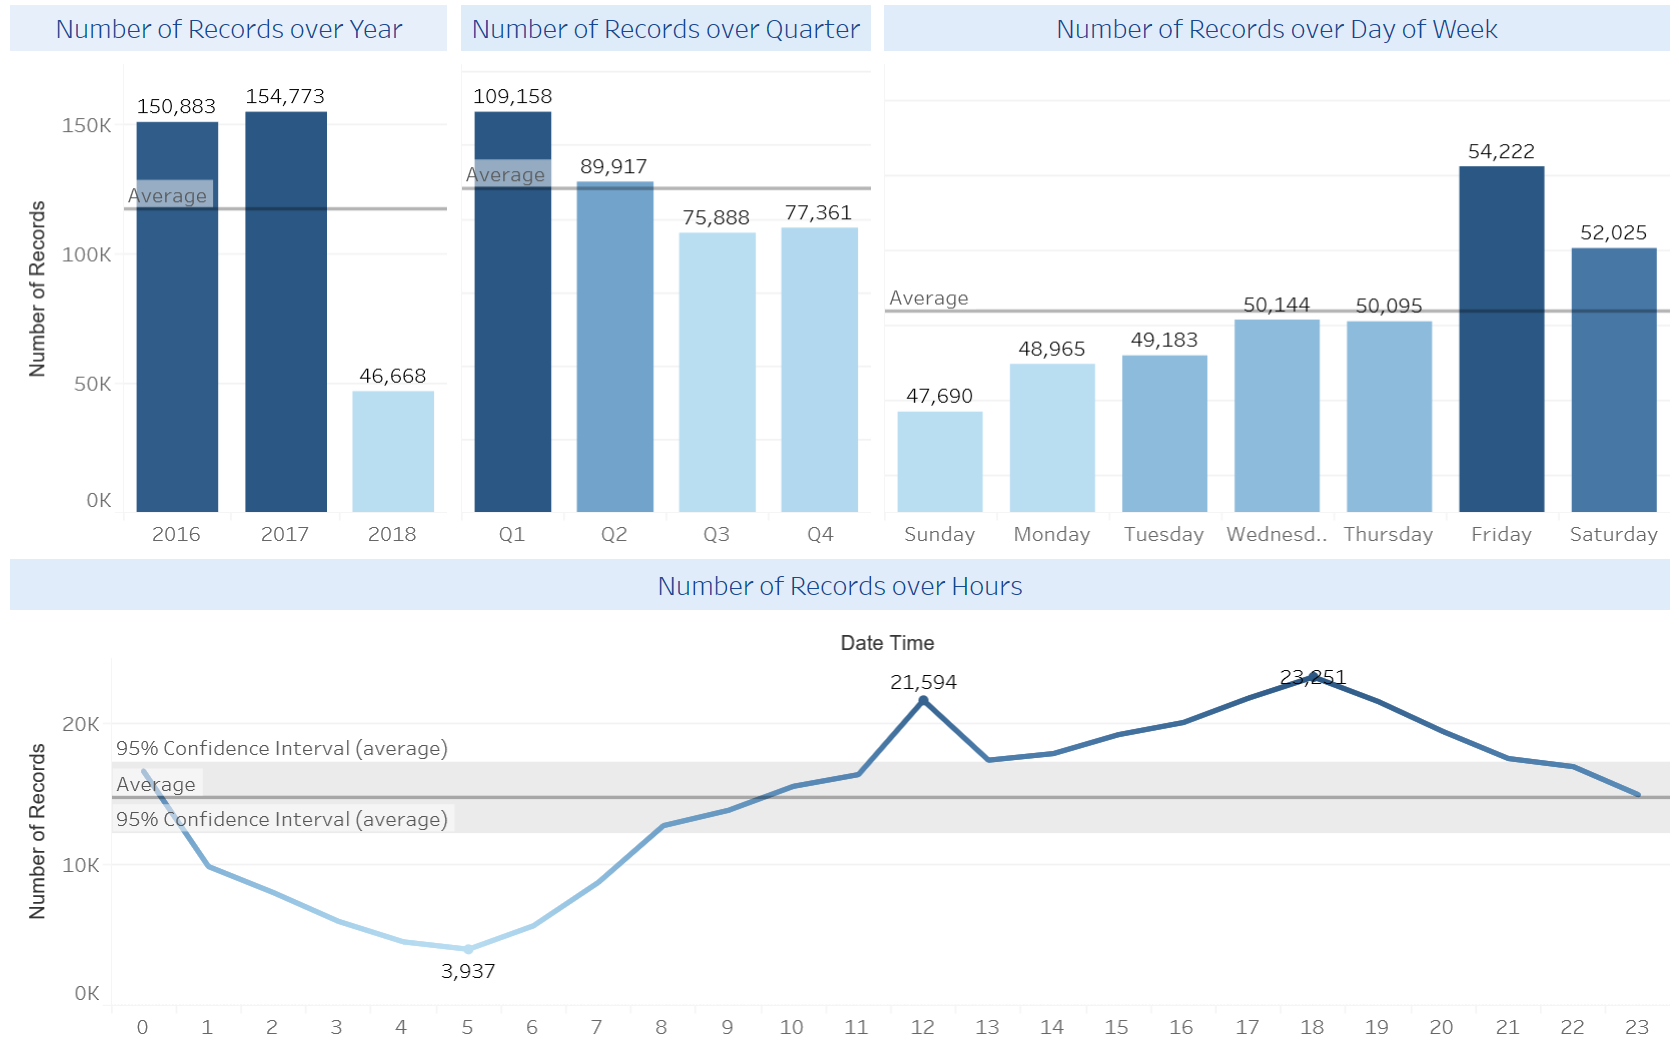 Number of Records over Year
Number of Records over Quarter
Number of Records over Day of Week
Number of Records
150K
100K
50K
0K
150,883
154,773
46,668
Average
2016
2017
2018
109,158
89,917
75,888
77,361
Average
Q1
Q2
Q3
Q4
47,690
48,965
49,183
50,144
50,095
54,222
52,025
Average
Sunday
Monday
Tuesday
Wednesd..
Thursday
Friday
Saturday
Number of Records over Hours
Date Time
Number of Records
20K
10K
0K
21,594
23,251
3,937
95% Confidence Interval (average)
Average
95% Confidence Interval (average)
0 1 2 3 4 5 6 7 8 9 10 11 12 13 14 15 16 17 18 19 20 21 22 23